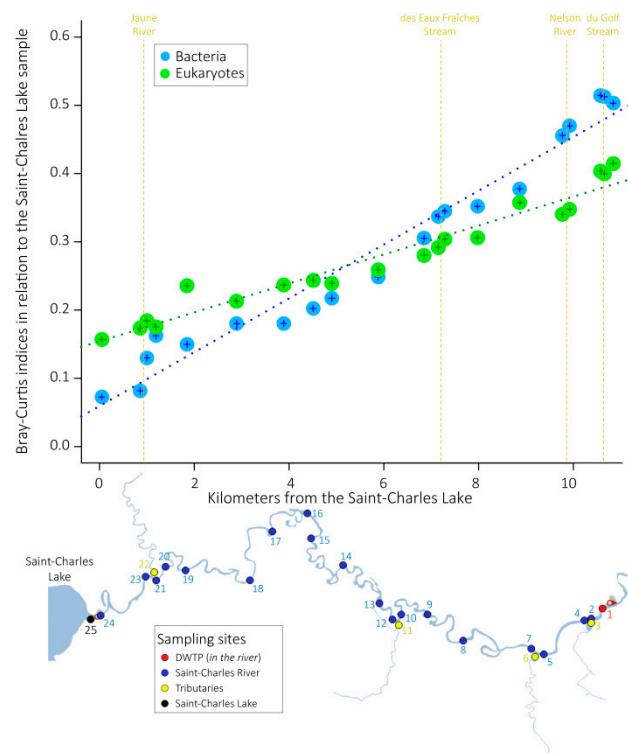 Jaune
River
des Eaux Fraîches
Stream
Nelson
River
du Golf
Stream
Bacteria
Eukaryotes
Bray-Curtis indices in relation to the Saint-Chalres Lake sample
0.6
0.5
0.4
0.3
0.2
0.1
0.0
0 2 4 6 8 10
Kilometers from the Saint-Charles Lake
Saint-Charles
Lake
25
24
23
22
21
20
19
18
17
16
15
14
13
12
11
10
9
8
7
6
5
4
2
3
1
Sampling sites
DWTP (in the river)
Saint-Charles River
Tributaries
Saint-Charles Lake